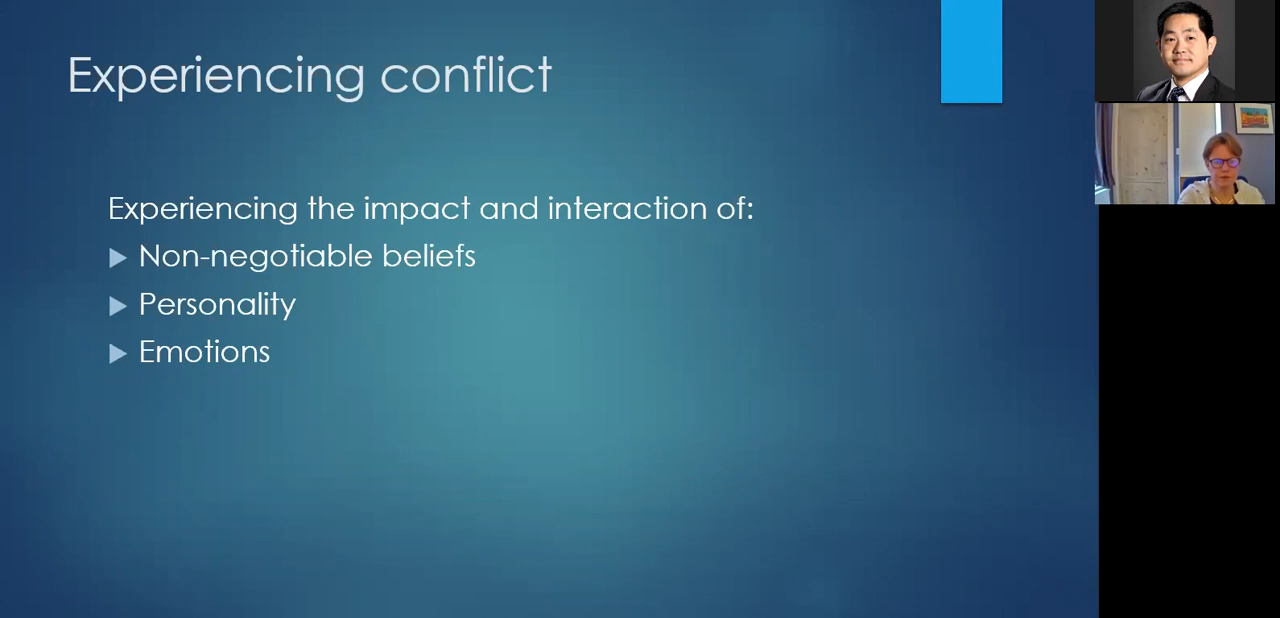 Experiencing conflict
Experiencing the impact and interaction of:
Non-negotiable beliefs
Personality
Emotions